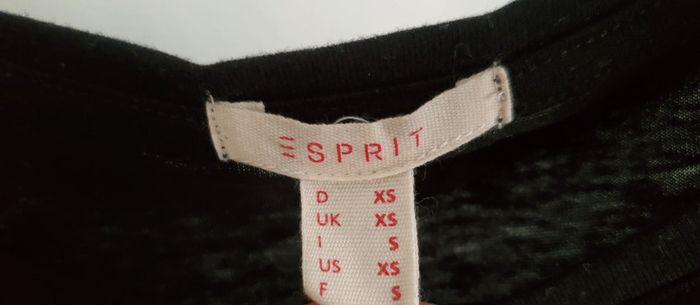 ESPRIT
D XS
UK XS
I S
US XS
F S